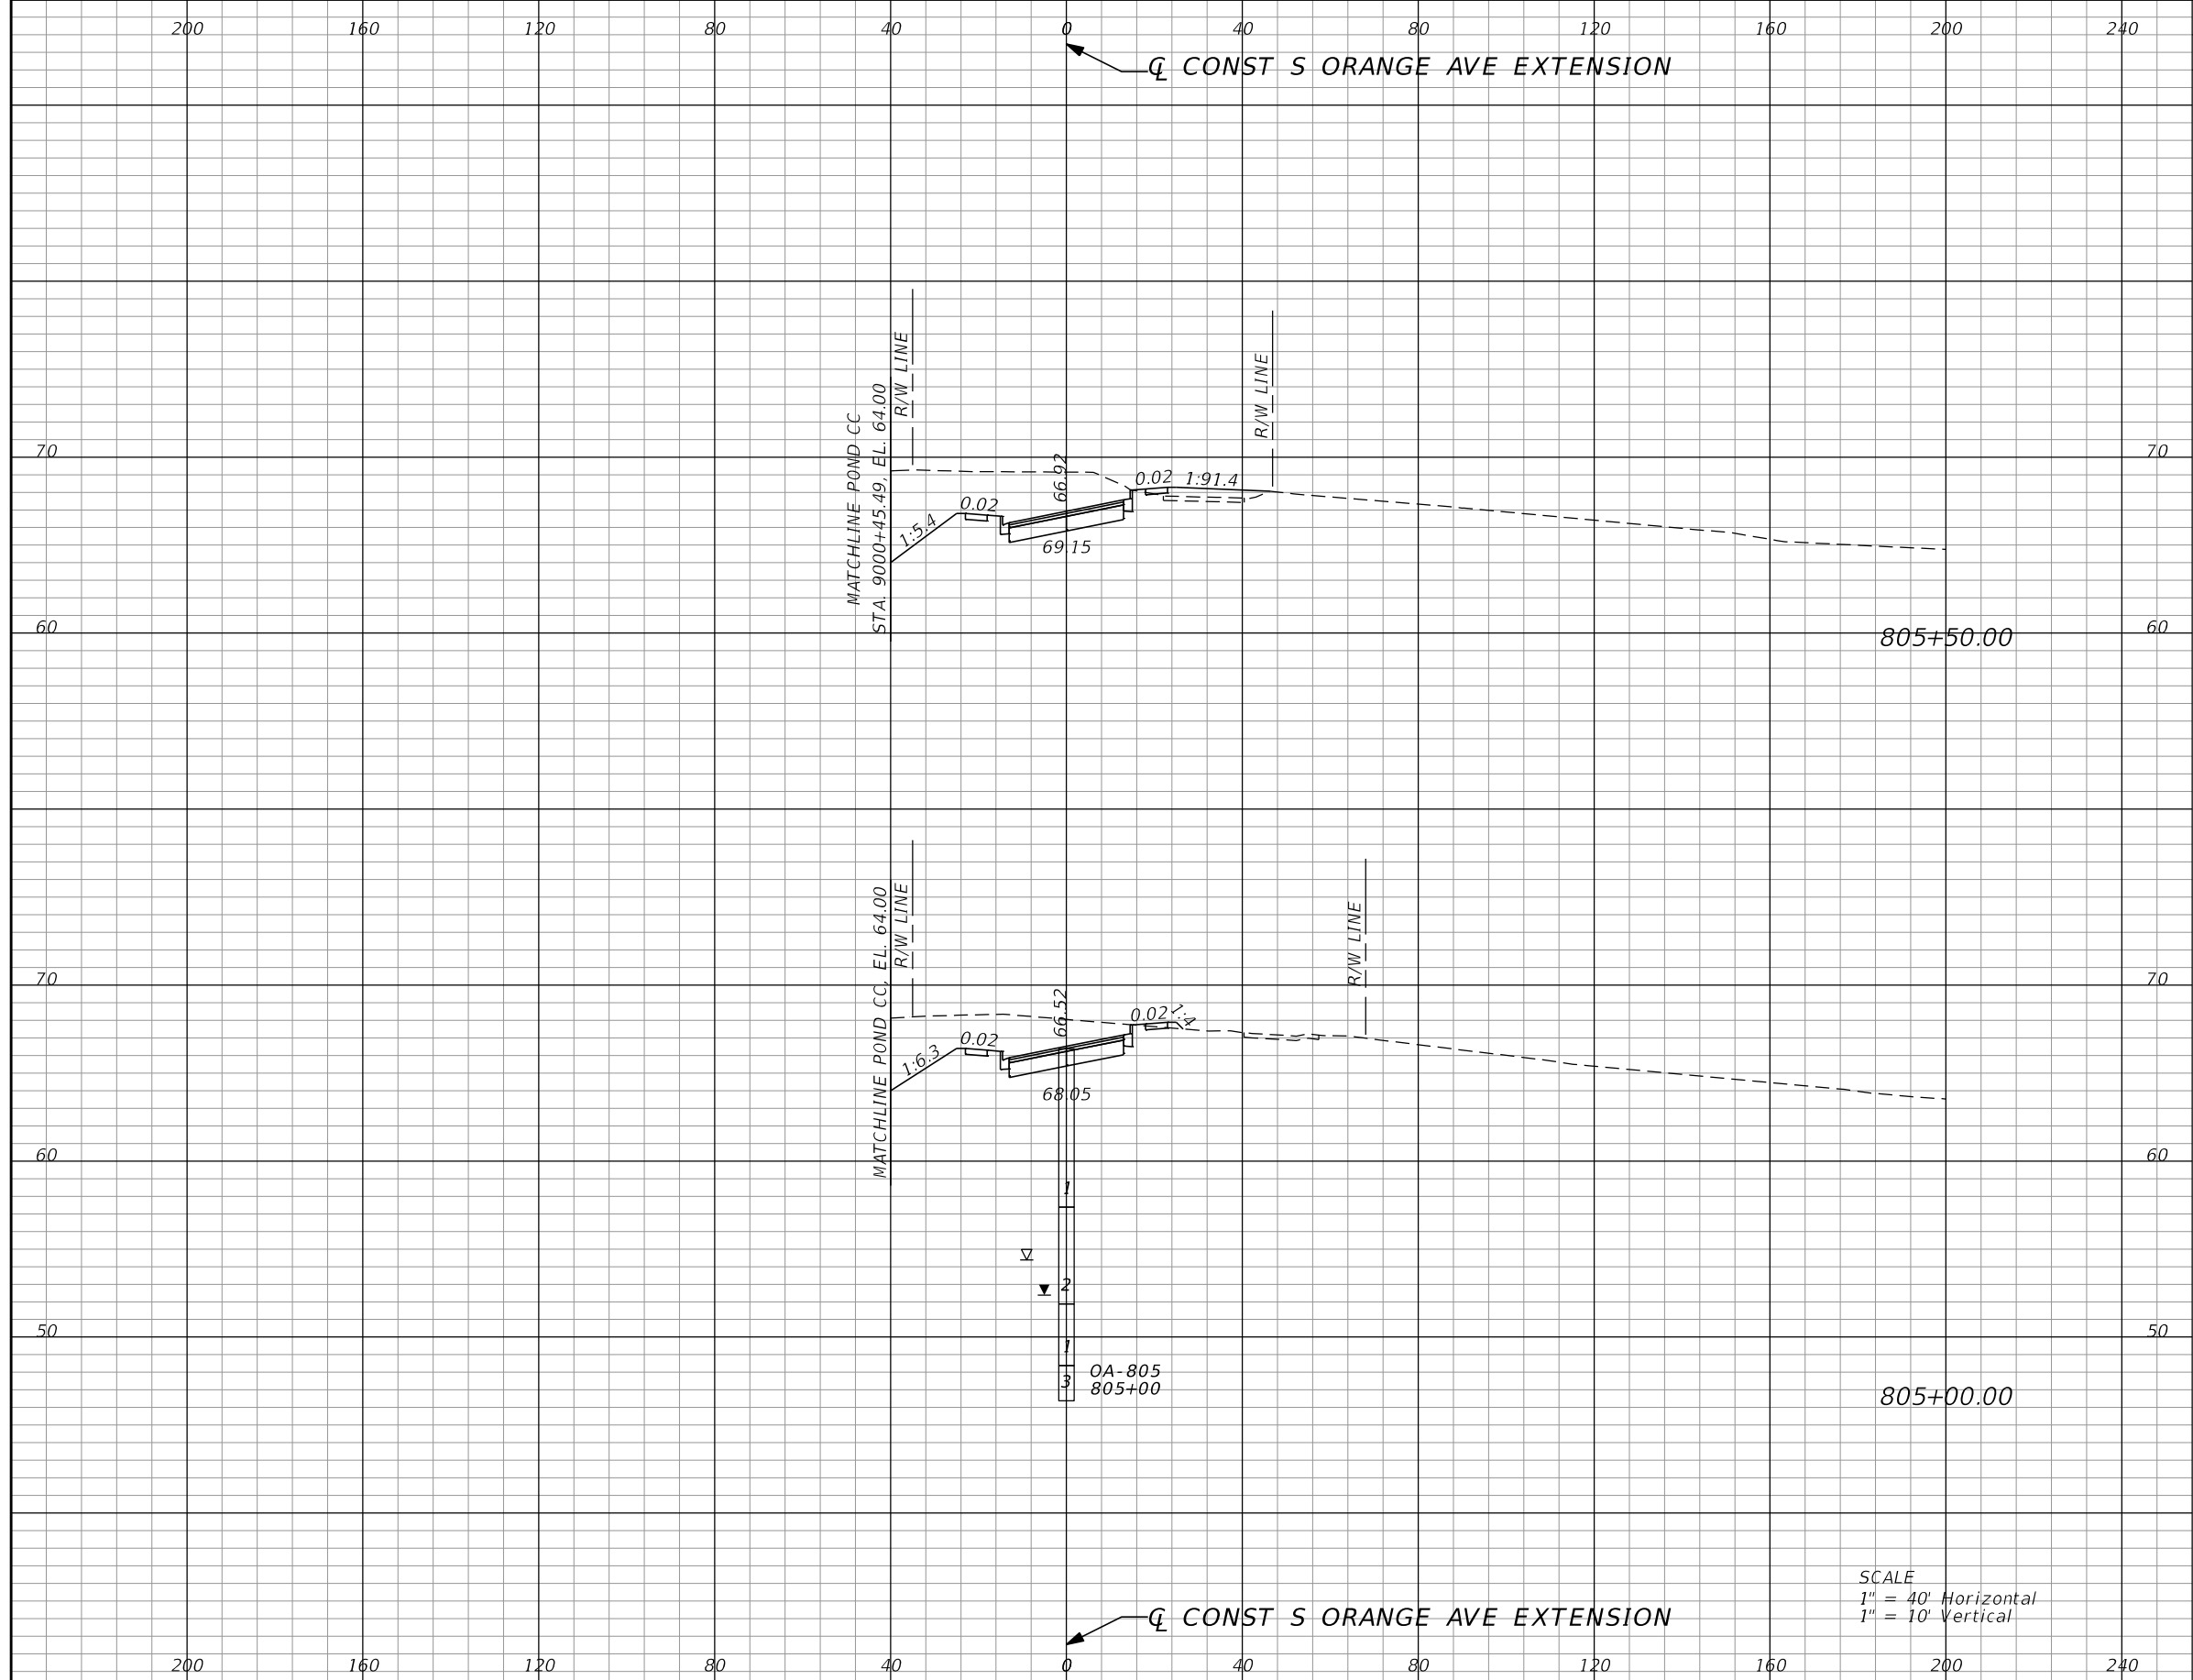 200 160 120 80 40 0 40 80 120 160 200 240
℄ CONST S ORANGE AVE EXTENSION
R/W LINE
R/W LINE
MATCHLINE POND CC
STA. 9000+45.49, EL. 64.00
70 70
66.92
0.02 1:91.4
0.02
1:5.4
69.15
60 60
805+50.00
R/W LINE
R/W LINE
MATCHLINE POND CC, EL. 64.00
70 70
66.52
0.02 1:4
0.02
1:6.3
68.05
60 60
1
2
50 50
1
3
OA-805
805+00
805+00.00
SCALE
1" = 40' Horizontal
1" = 10' Vertical
℄ CONST S ORANGE AVE EXTENSION
200 160 120 80 40 0 40 80 120 160 200 240